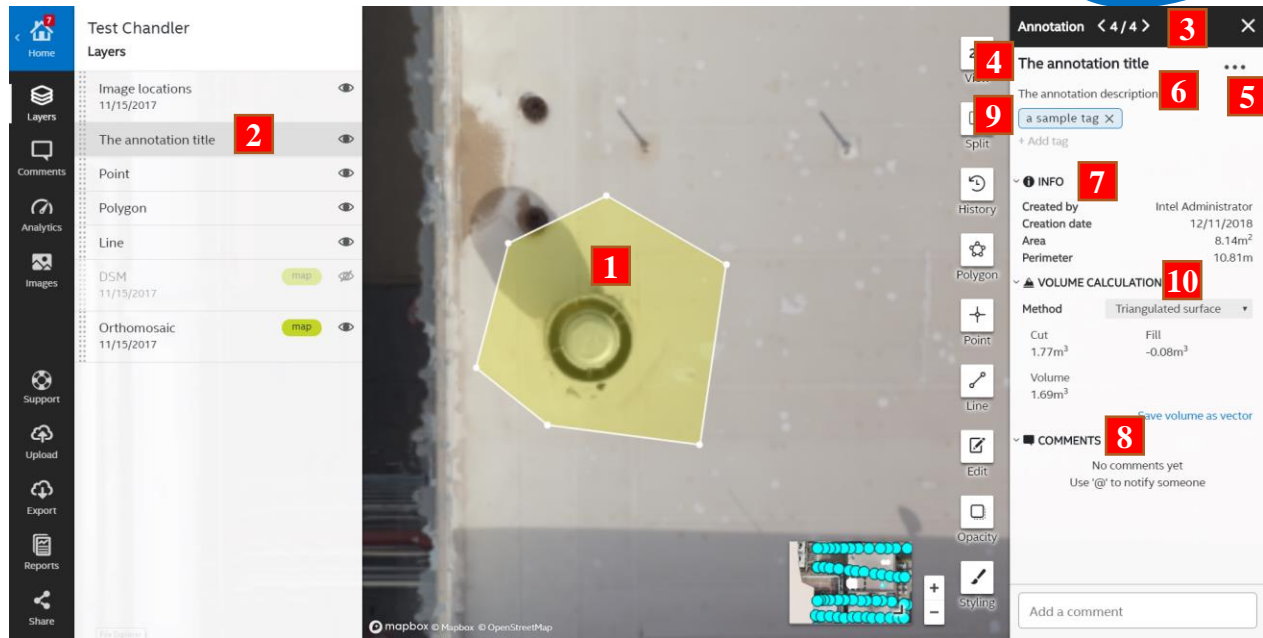 7
Home
Layers
Comments
Analytics
Images
Support
Upload
Export
Reports
Share
Test Chandler
Layers
Image locations
11/15/2017
The annotation title
2
Point
Polygon
Line
DSM
map
11/15/2017
Orthomosaic
map
11/15/2017
1
mapbox © Mapbox © OpenStreetMap
View
4
Split
9
History
Polygon
Point
Line
Edit
Opacity
Styling
+
−
Annotation < 4 / 4 >
3
The annotation title
5
The annotation description
6
a sample tag ×
+ Add tag
INFO
7
Created by Intel Administrator
Creation date 12/11/2018
Area 8.14m²
Perimeter 10.81m
VOLUME CALCULATION
10
Method Triangulated surface
Cut Fill
1.77m³ -0.08m³
Volume
1.69m³
Save volume as vector
COMMENTS
8
No comments yet
Use '@' to notify someone
Add a comment